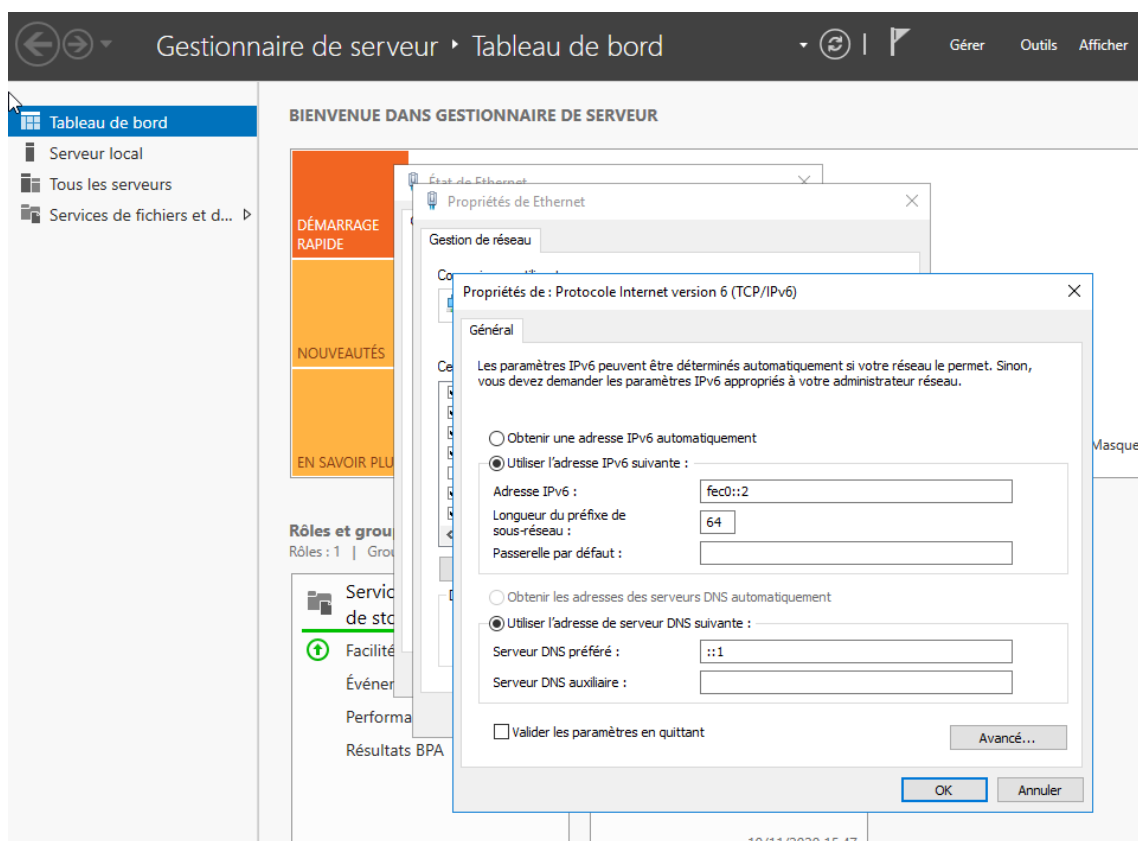 Gestionnaire de serveur ‣ Tableau de bord
Gérer Outils Afficher
Tableau de bord
Serveur local
Tous les serveurs
Services de fichiers et d...
BIENVENUE DANS GESTIONNAIRE DE SERVEUR
DÉMARRAGE
RAPIDE
NOUVEAUTÉS
EN SAVOIR PLU
État de Ethernet
Propriétés de Ethernet
Gestion de réseau
Propriétés de : Protocole Internet version 6 (TCP/IPv6)
Général
Les paramètres IPv6 peuvent être déterminés automatiquement si votre réseau le permet. Sinon,
vous devez demander les paramètres IPv6 appropriés à votre administrateur réseau.
Obtenir une adresse IPv6 automatiquement
Utiliser l'adresse IPv6 suivante :
Adresse IPv6 : fec0::2
Longueur du préfixe de
sous-réseau : 64
Passerelle par défaut :
Obtenir les adresses des serveurs DNS automatiquement
Utiliser l'adresse de serveur DNS suivante :
Serveur DNS préféré : ::1
Serveur DNS auxiliaire :
Valider les paramètres en quittant
Avancé...
OK Annuler
Masque
Rôles et grou
Rôles : 1 | Grou
Servic
de sto
Facilité
Événer
Performa
Résultats BPA